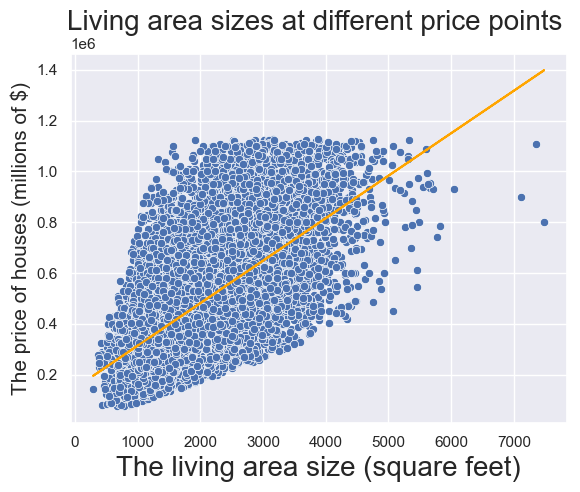 Living area sizes at different price points
1e6
1.4
1.2
1.0
0.8
0.6
0.4
0.2
The price of houses (millions of $)
0 1000 2000 3000 4000 5000 6000 7000
The living area size (square feet)